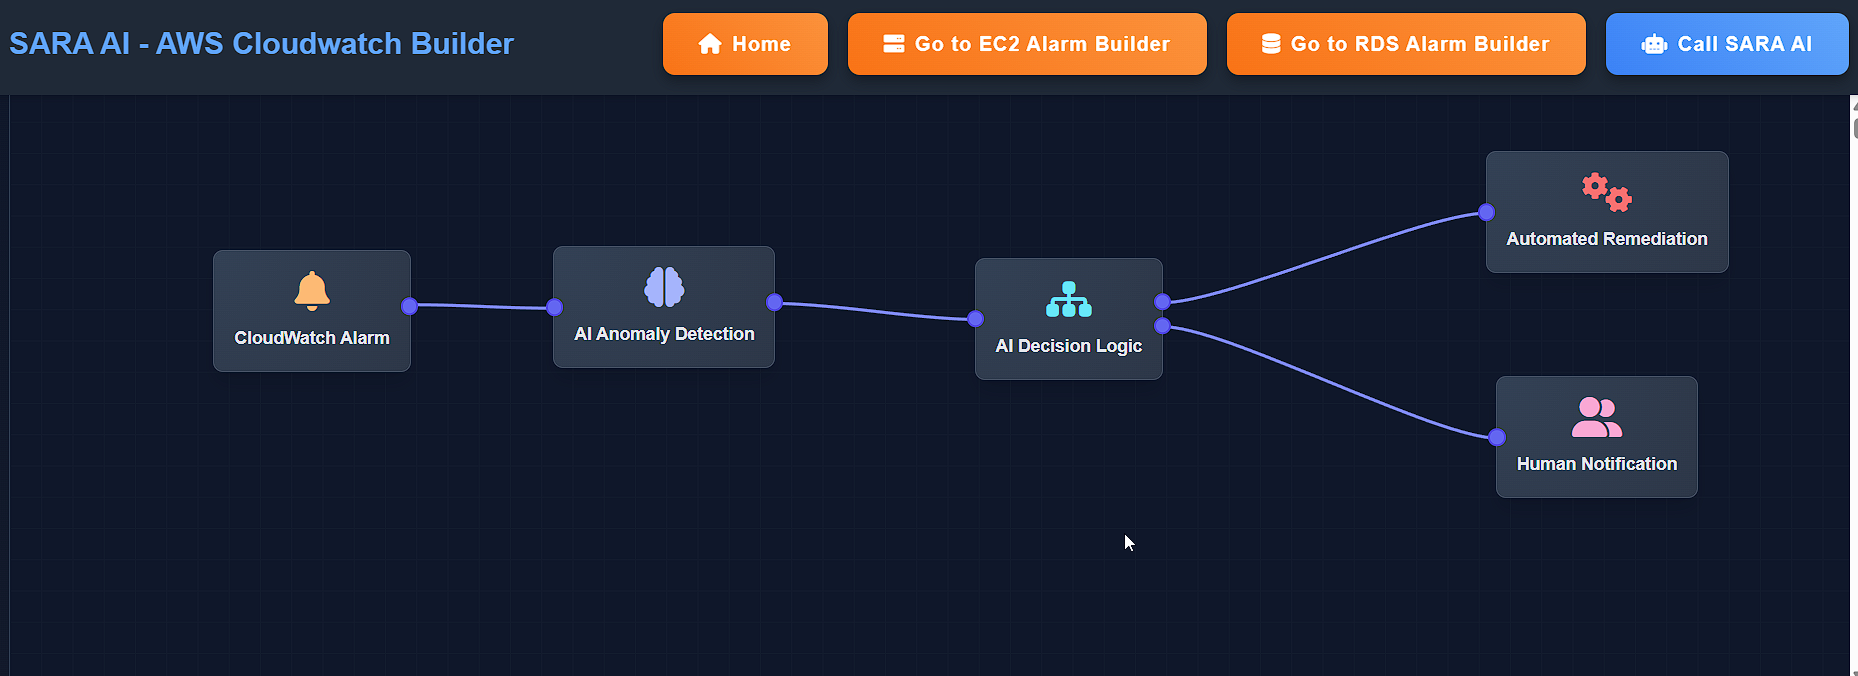 SARA AI - AWS Cloudwatch Builder
Home
Go to EC2 Alarm Builder
Go to RDS Alarm Builder
Call SARA AI
CloudWatch Alarm
AI Anomaly Detection
AI Decision Logic
Automated Remediation
Human Notification